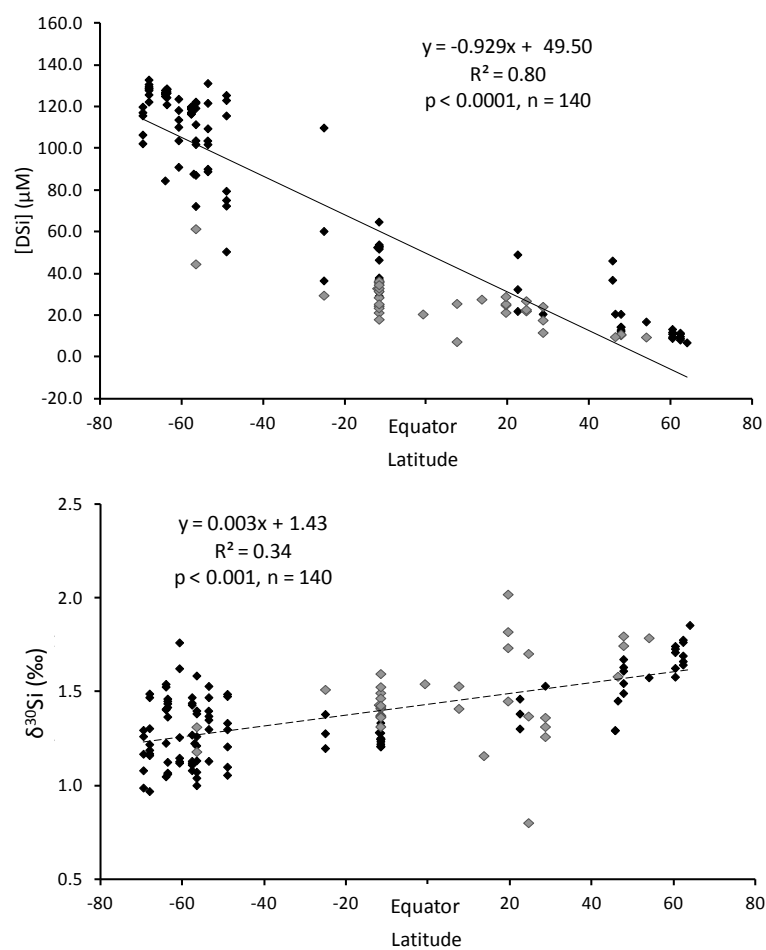 160.0
y = -0.929x + 49.50
140.0
R² = 0.80
120.0
p < 0.0001, n = 140
100.0
80.0
[DSi] (µM)
60.0
40.0
20.0
0.0
-20.0
-80 -60 -40 -20 Equator 20 40 60 80
Latitude
2.5
y = 0.003x + 1.43
R² = 0.34
p < 0.001, n = 140
2.0
δ³⁰Si (‰)
1.5
1.0
0.5
-80 -60 -40 -20 Equator 20 40 60 80
Latitude